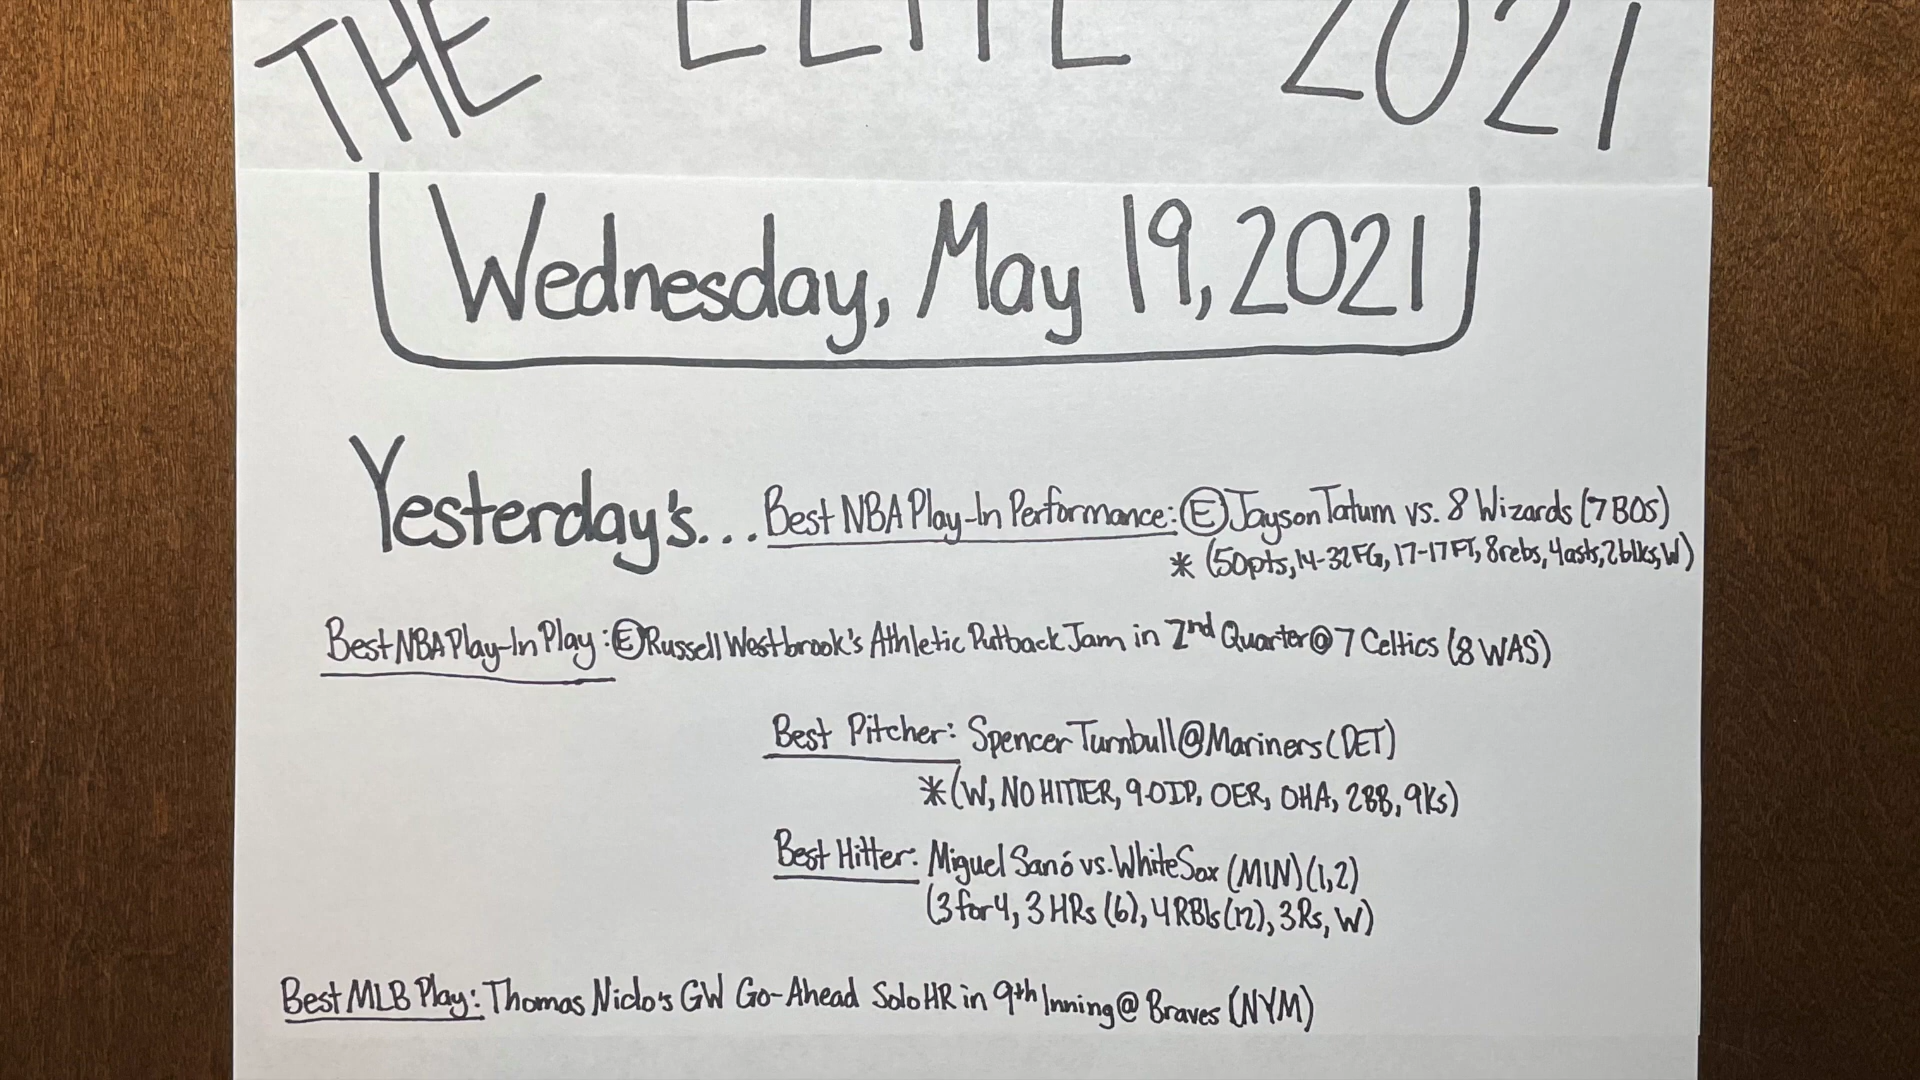 THE ELITE 2021
Wednesday, May 19, 2021
Yesterday's... Best NBA Play-In Performance: Ⓔ Jayson Tatum vs. 8 Wizards (7 BOS)
* (50pts, 14-32 FG, 17-17 FT, 8rebs, 4asts, 2blks, W)
Best NBA Play-In Play: Ⓔ Russell Westbrook's Athletic Putback Jam in 2nd Quarter @ 7 Celtics (8 WAS)
Best Pitcher: Spencer Turnbull @ Mariners (DET)
* (W, NO HITTER, 9.0 IP, 0ER, 0HA, 2BB, 9Ks)
Best Hitter: Miguel Sanó vs. White Sox (MIN) (1,2)
(3 for 4, 3 HRs (6), 4 RBIs (12), 3Rs, W)
Best MLB Play: Thomas Nido's GW Go-Ahead Solo HR in 9th Inning @ Braves (NYM)